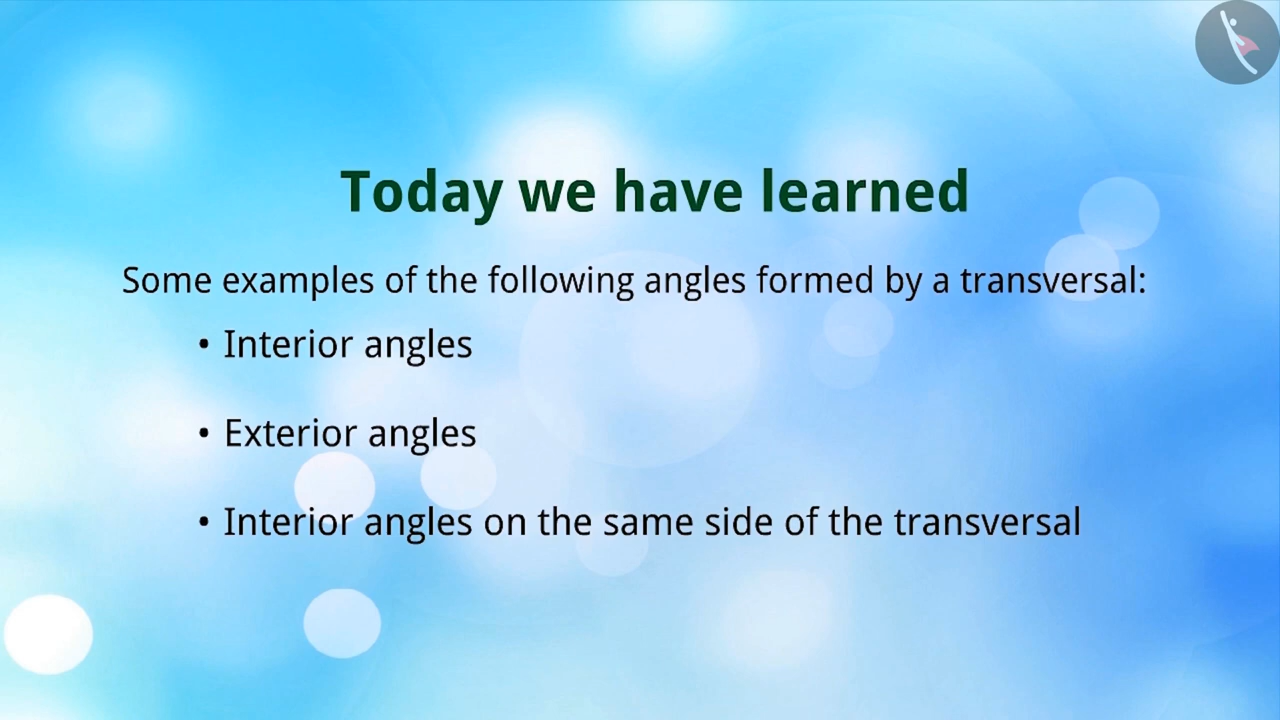 Today we have learned
Some examples of the following angles formed by a transversal:
• Interior angles
• Exterior angles
• Interior angles on the same side of the transversal